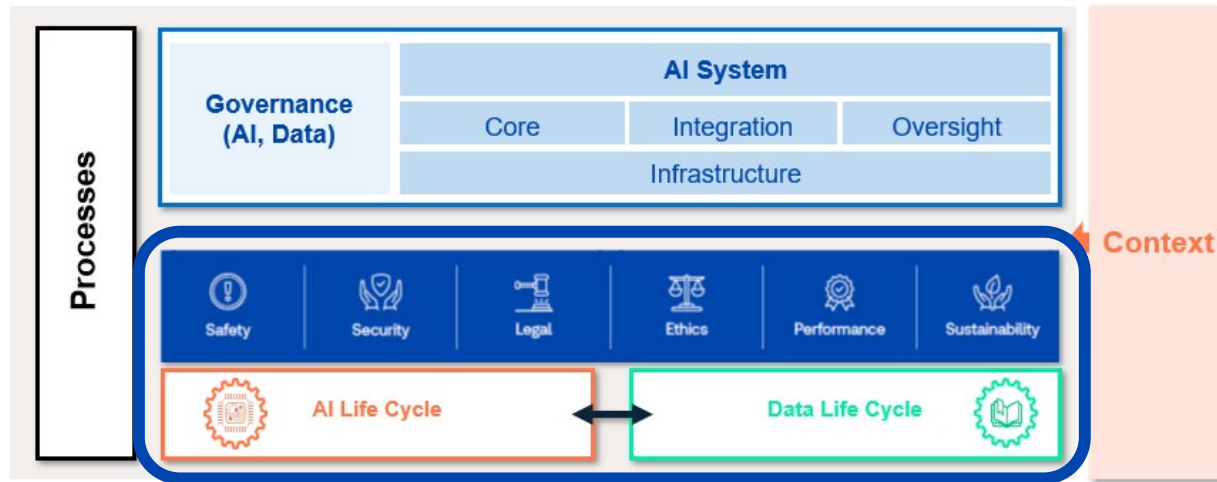 Processes
Governance
(AI, Data)
AI System
Core
Integration
Oversight
Infrastructure
Context
Safety
Security
Legal
Ethics
Performance
Sustainability
AI Life Cycle
Data Life Cycle